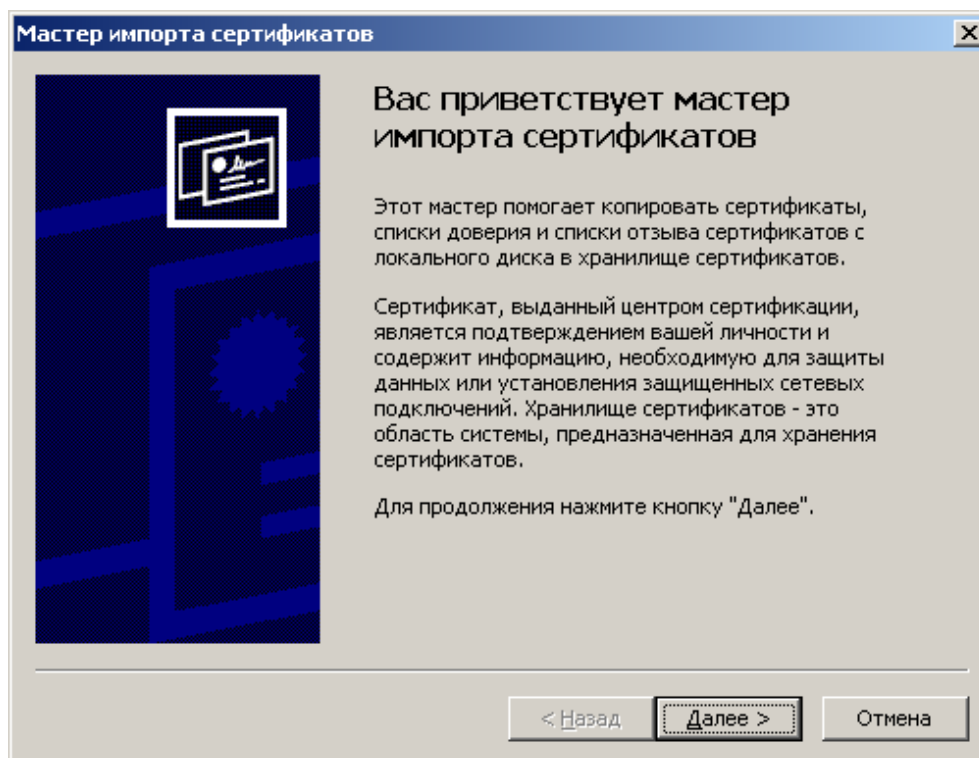 Мастер импорта сертификатов
Вас приветствует мастер
импорта сертификатов
Этот мастер помогает копировать сертификаты,
списки доверия и списки отзыва сертификатов с
локального диска в хранилище сертификатов.
Сертификат, выданный центром сертификации,
является подтверждением вашей личности и
содержит информацию, необходимую для защиты
данных или установления защищенных сетевых
подключений. Хранилище сертификатов - это
область системы, предназначенная для хранения
сертификатов.
Для продолжения нажмите кнопку "Далее".
< Назад Далее > Отмена